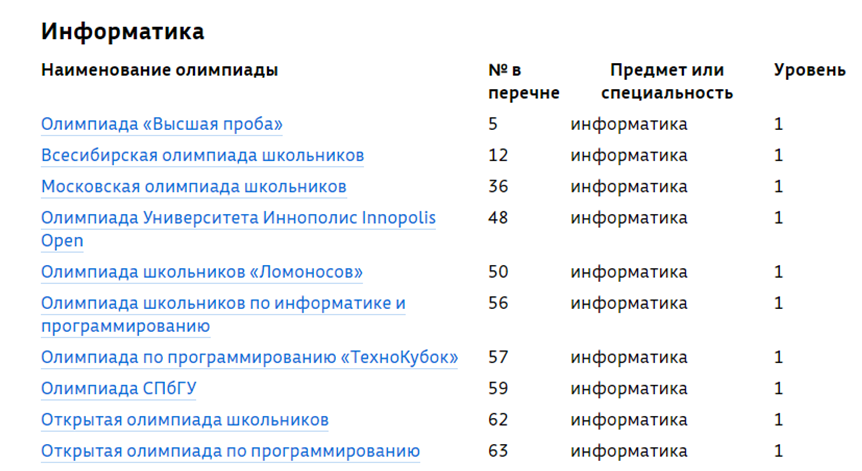 Информатика
Наименование олимпиады № в Предмет или Уровень
перечне специальность
Олимпиада «Высшая проба» 5 информатика 1
Всесибирская олимпиада школьников 12 информатика 1
Московская олимпиада школьников 36 информатика 1
Олимпиада Университета Иннополис Innopolis 48 информатика 1
Open
Олимпиада школьников «Ломоносов» 50 информатика 1
Олимпиада школьников по информатике и 56 информатика 1
программированию
Олимпиада по программированию «ТехноКубок» 57 информатика 1
Олимпиада СПбГУ 59 информатика 1
Открытая олимпиада школьников 62 информатика 1
Открытая олимпиада по программированию 63 информатика 1